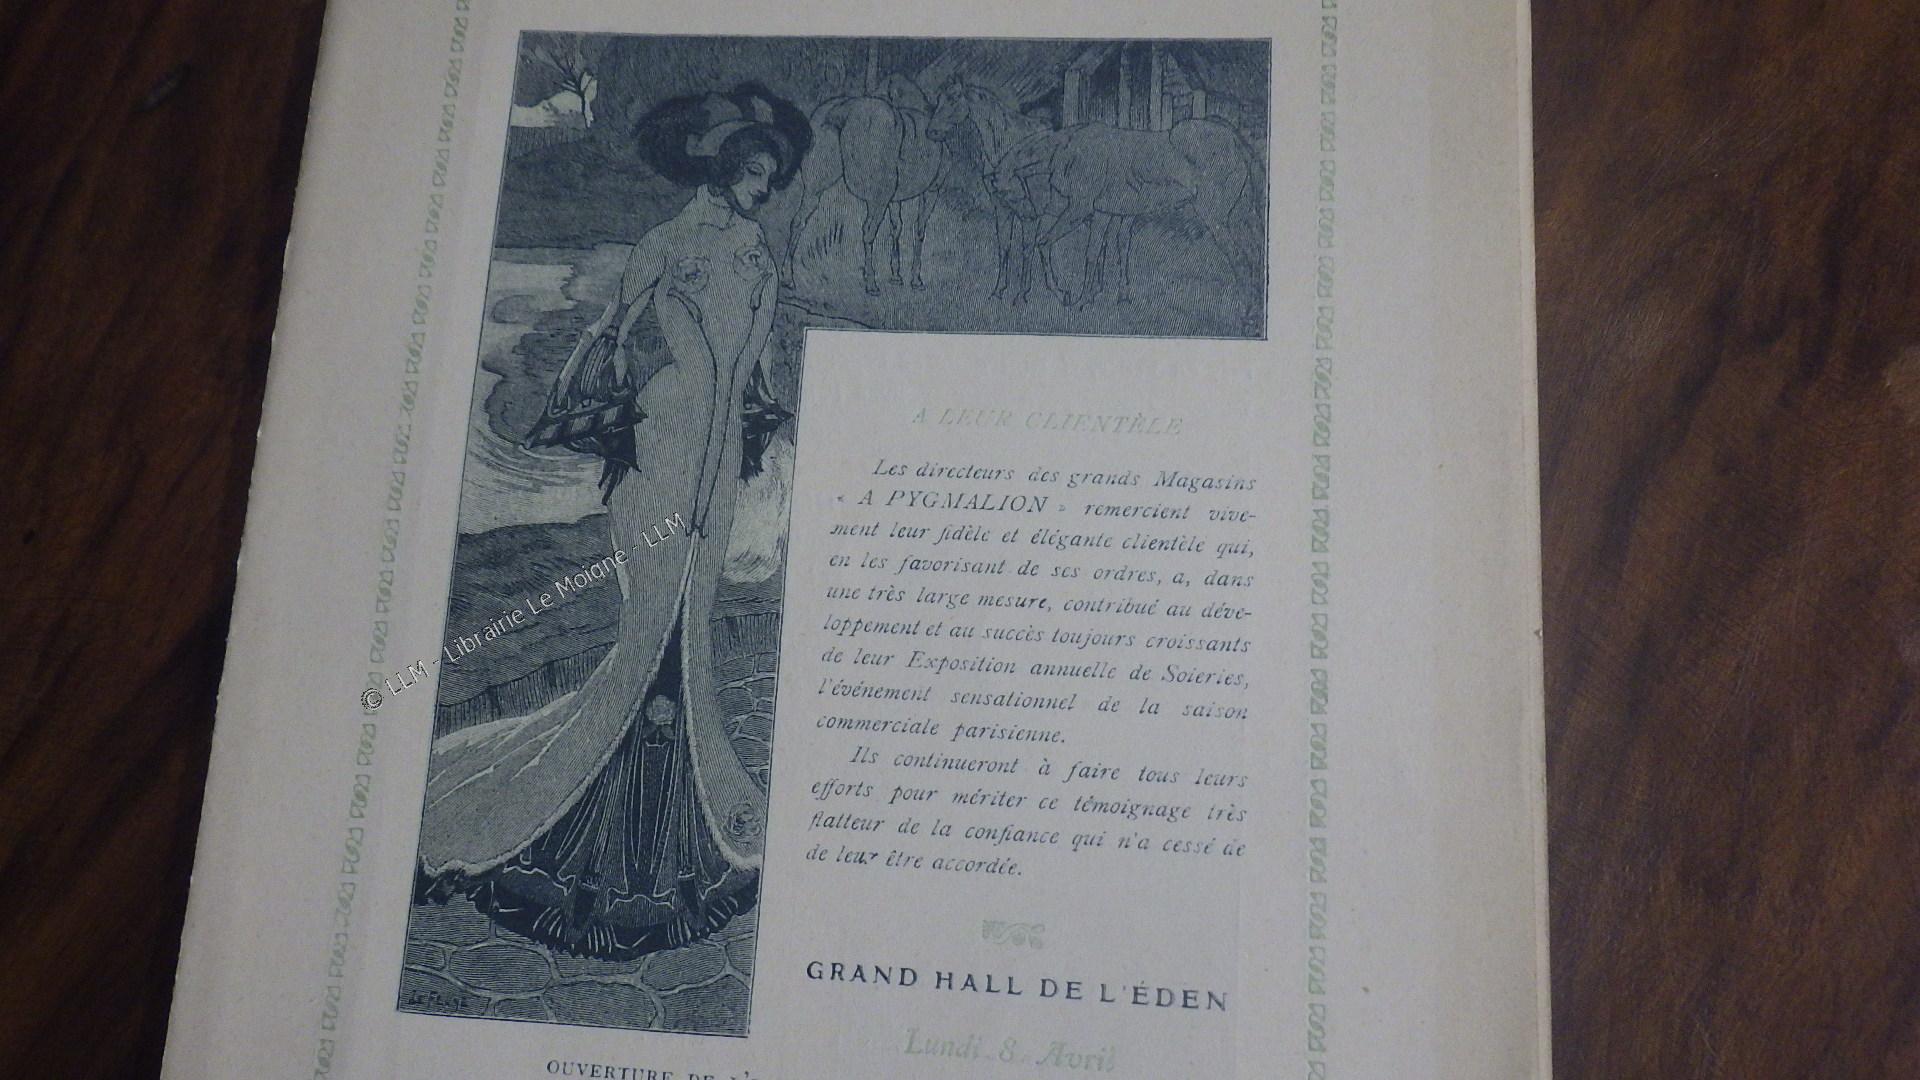 A LEUR CLIENTÈLE
Les directeurs des grands Magasins
« A PYGMALION » remercient vive-
ment leur fidèle et élégante clientèle qui,
en les favorisant de ses ordres, a, dans
une très large mesure, contribué au déve-
loppement et au succès toujours croissants
de leur Exposition annuelle de Soieries,
l'événement sensationnel de la saison
commerciale parisienne.
Ils continueront à faire tous leurs
efforts pour mériter ce témoignage très
flatteur de la confiance qui n'a cessé de
de leur être accordée.
GRAND HALL DE L'ÉDEN
Lundi 8 Avril
OUVERTURE DE
© LLM - Librairie Le Moigne - LLM